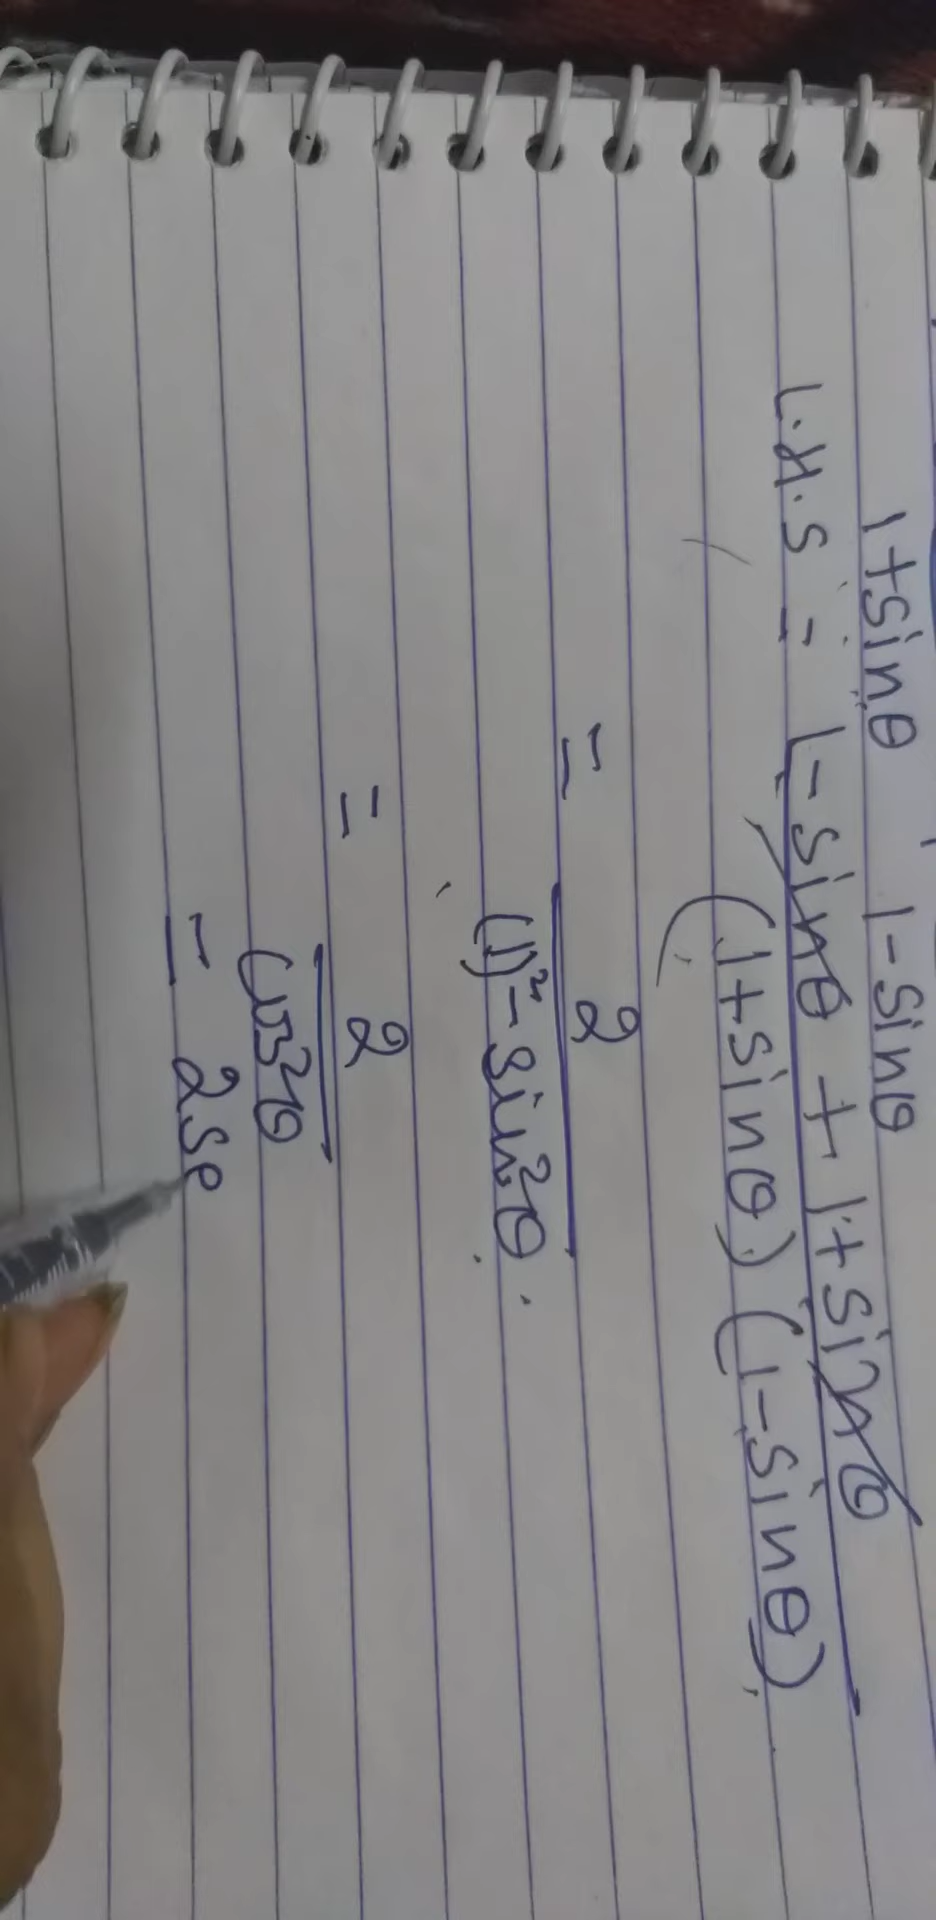 1+sinθ 1-sinθ
L.H.S = 1-sinθ + 1+sinθ
(1+sinθ) (1-sinθ)
= 2
(1)²-sin²θ
= 2
cos²θ
= 2se